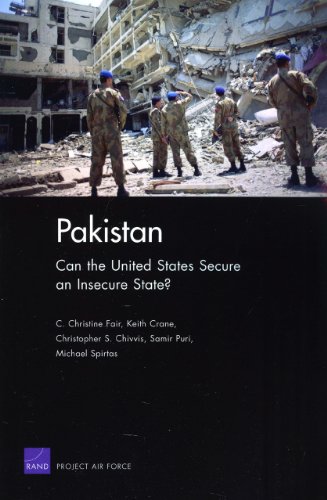 Pakistan
Can the United States Secure
an Insecure State?
C. Christine Fair, Keith Crane,
Christopher S. Chivvis, Samir Puri,
Michael Spirtas
RAND
PROJECT AIR FORCE